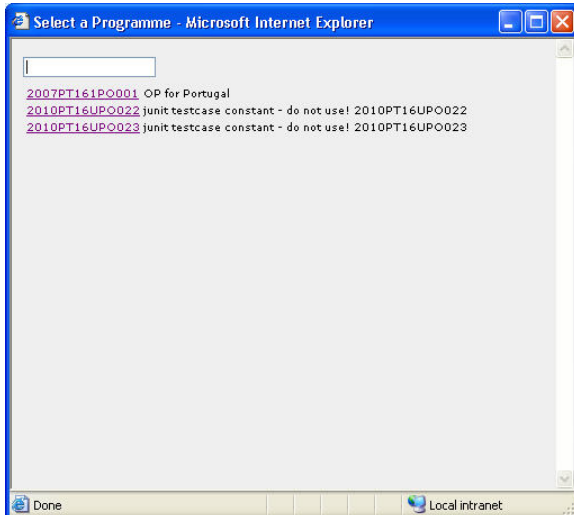 Select a Programme - Microsoft Internet Explorer
2007PT161PO001 OP for Portugal
2010PT16UPO022 junit testcase constant - do not use! 2010PT16UPO022
2010PT16UPO023 junit testcase constant - do not use! 2010PT16UPO023
Done
Local intranet